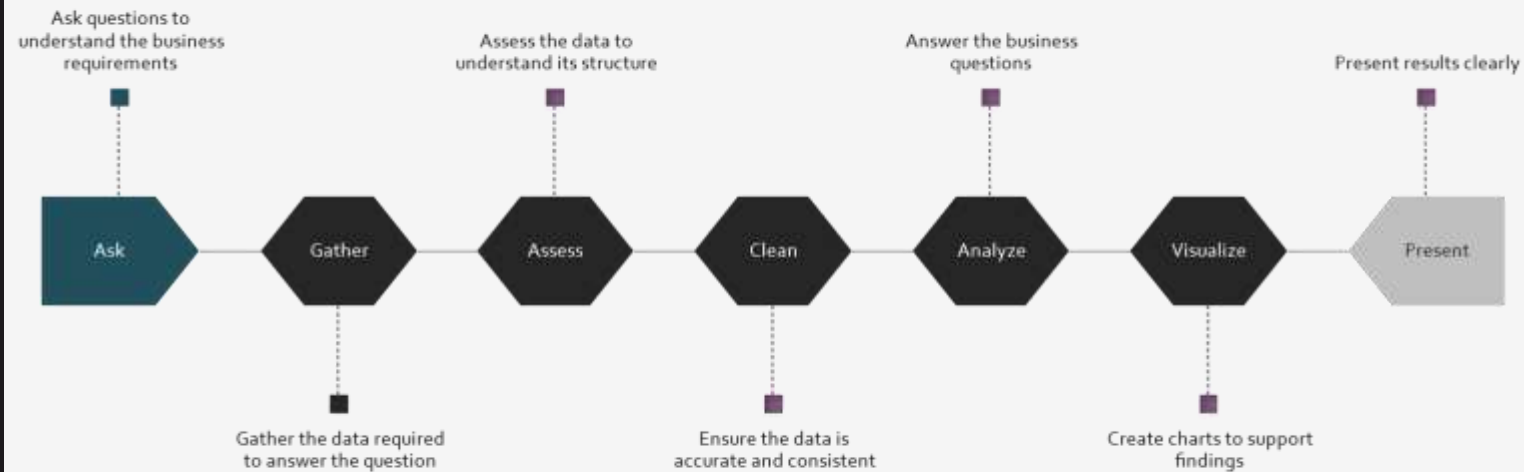 Ask questions to
understand the business
requirements
Assess the data to
understand its structure
Answer the business
questions
Present results clearly
Ask
Gather
Assess
Clean
Analyze
Visualize
Present
Gather the data required
to answer the question
Ensure the data is
accurate and consistent
Create charts to support
findings